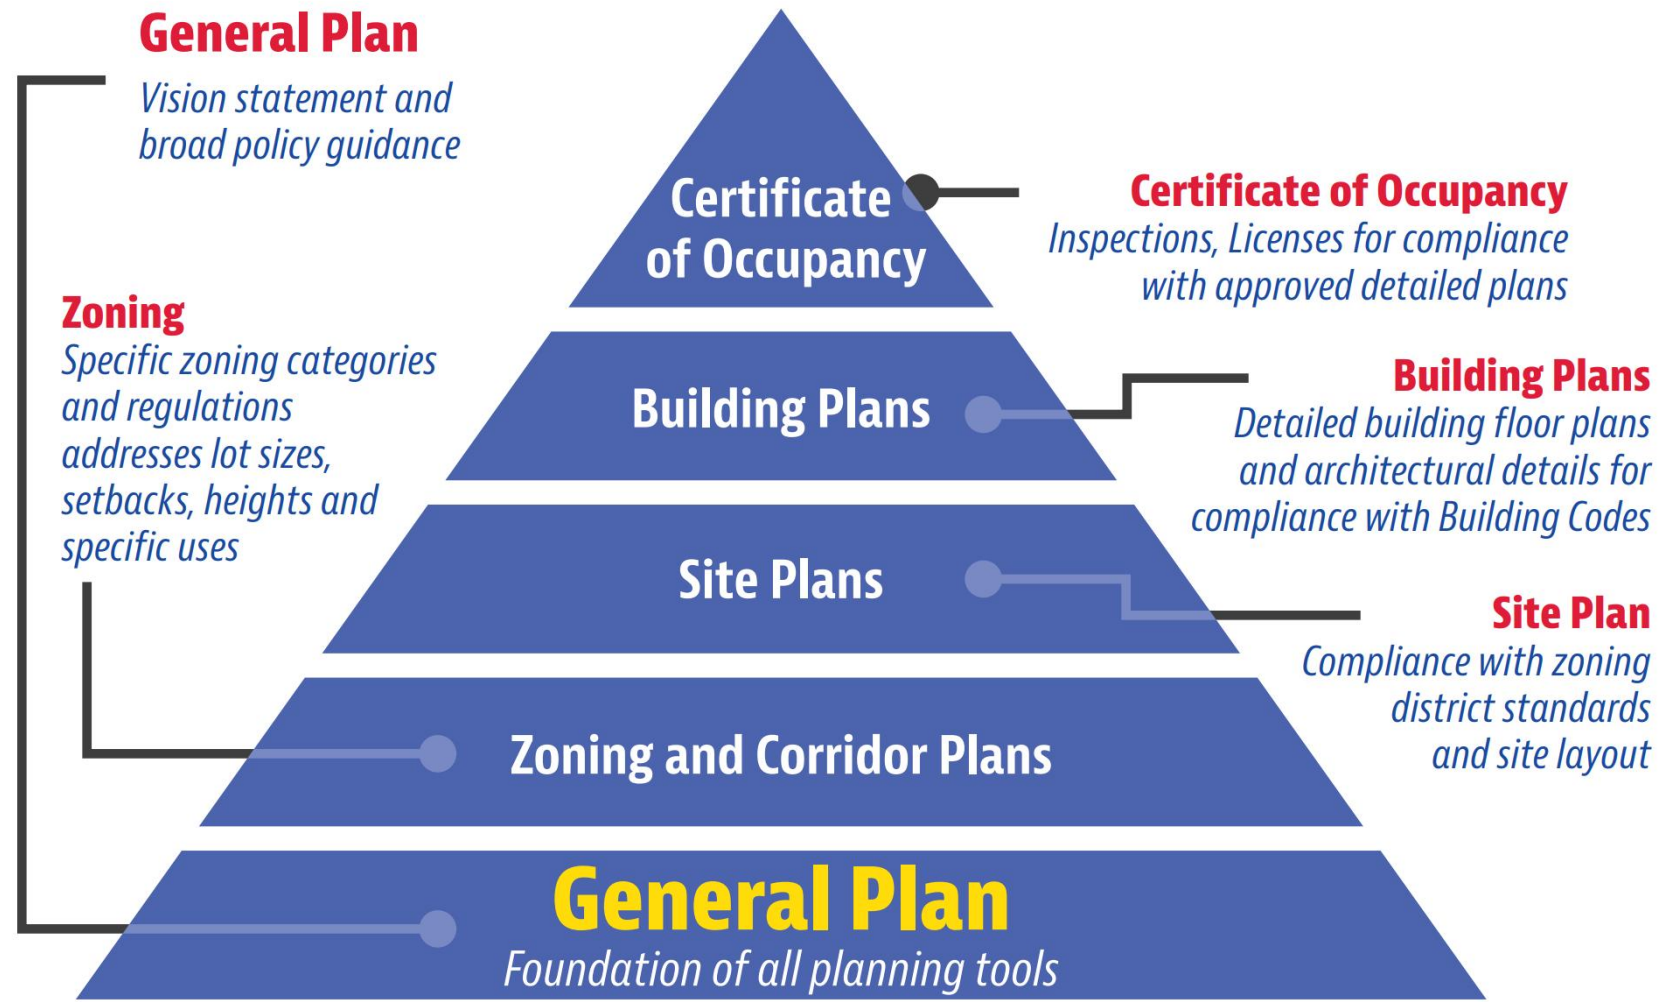 General Plan
Vision statement and
broad policy guidance
Zoning
Specific zoning categories
and regulations
addresses lot sizes,
setbacks, heights and
specific uses
Certificate
of Occupancy
Building Plans
Site Plans
Zoning and Corridor Plans
General Plan
Foundation of all planning tools
Certificate of Occupancy
Inspections, Licenses for compliance
with approved detailed plans
Building Plans
Detailed building floor plans
and architectural details for
compliance with Building Codes
Site Plan
Compliance with zoning
district standards
and site layout